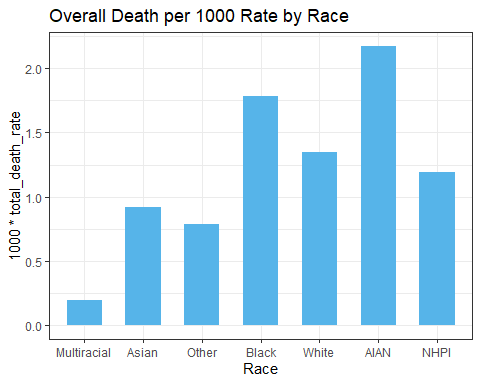 Overall Death per 1000 Rate by Race
1000 * total_death_rate
2.0
1.5
1.0
0.5
0.0
Multiracial Asian Other Black White AIAN NHPI
Race